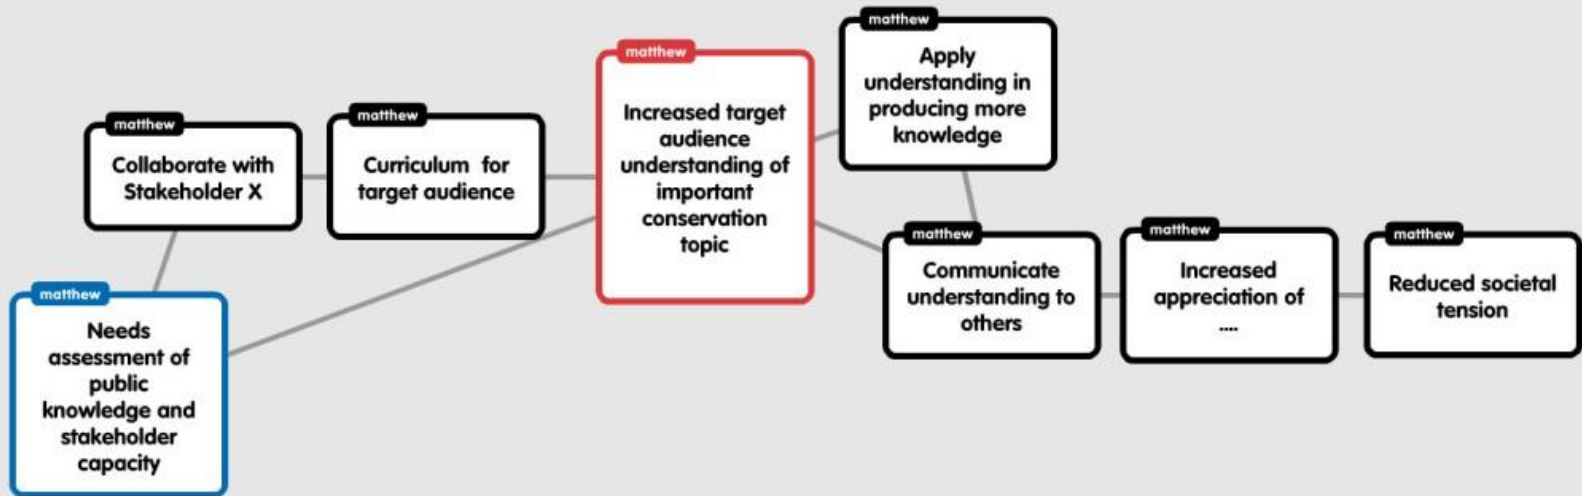 matthew
Needs
assessment of
public
knowledge and
stakeholder
capacity
matthew
Collaborate with
Stakeholder X
matthew
Curriculum for
target audience
matthew
Increased target
audience
understanding of
important
conservation
topic
matthew
Apply
understanding in
producing more
knowledge
matthew
Communicate
understanding to
others
matthew
Increased
appreciation of
....
matthew
Reduced societal
tension